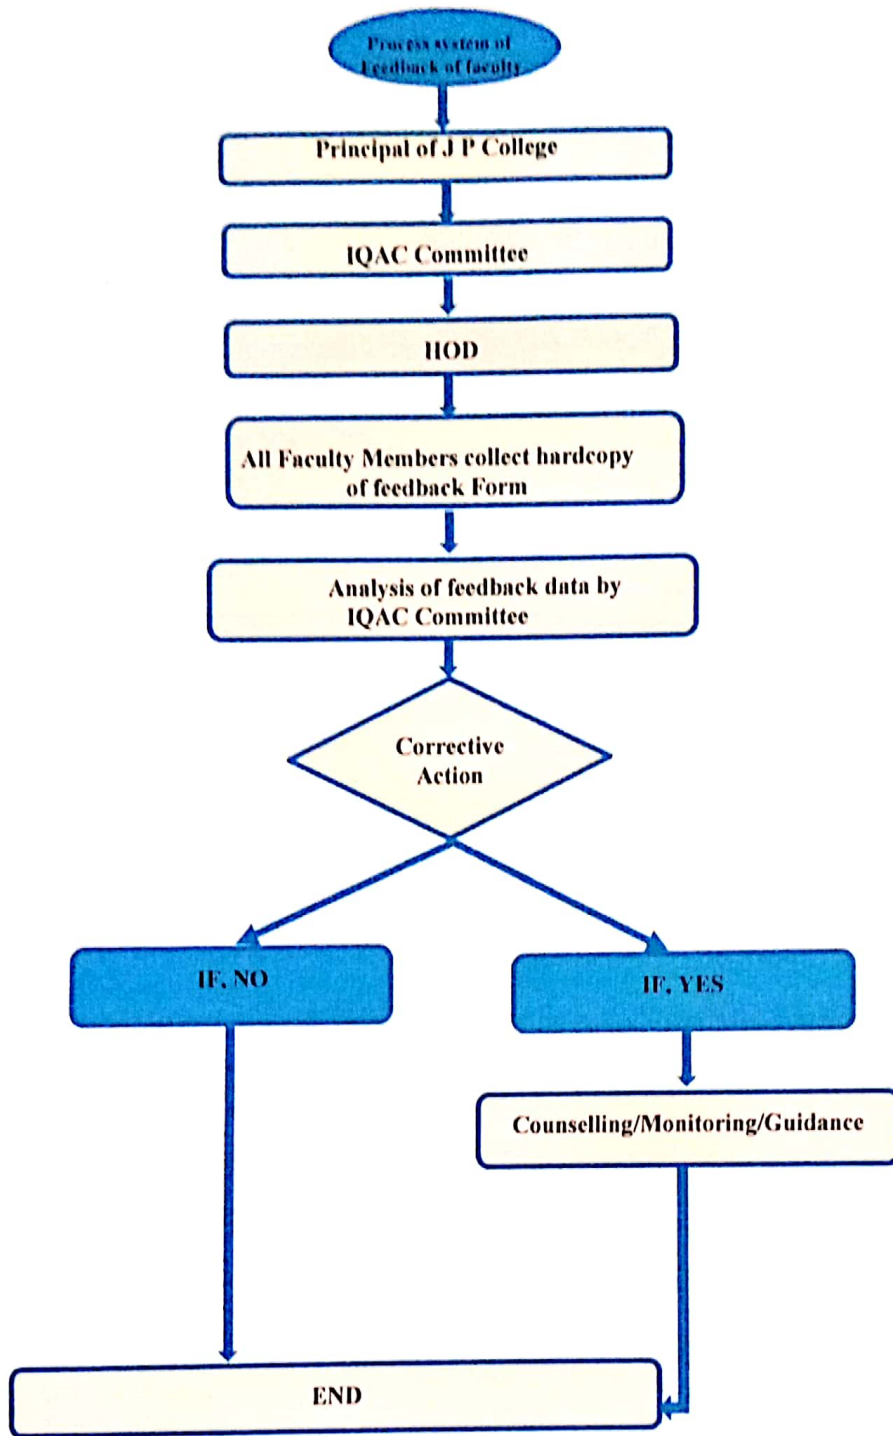 Process system of
Feedback of faculty
Principal of J P College
IQAC Committee
HOD
All Faculty Members collect hardcopy
of feedback Form
Analysis of feedback data by
IQAC Committee
Corrective
Action
IF, NO
IF, YES
Counselling/Monitoring/Guidance
END